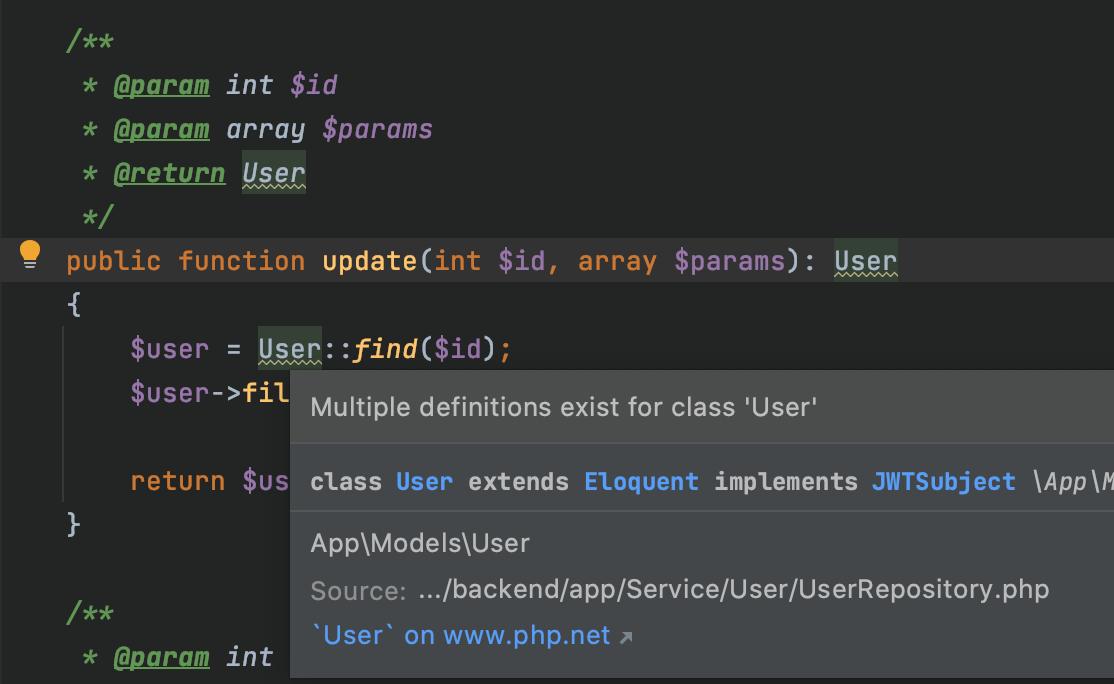 /**
* @param int $id
* @param array $params
* @return User
*/
public function update(int $id, array $params): User
{
$user = User::find($id);
$user->fil
Multiple definitions exist for class 'User'
return $us
class User extends Eloquent implements JWTSubject \App\M
}
App\Models\User
Source: .../backend/app/Service/User/UserRepository.php
/**
`User` on www.php.net ↗
* @param int